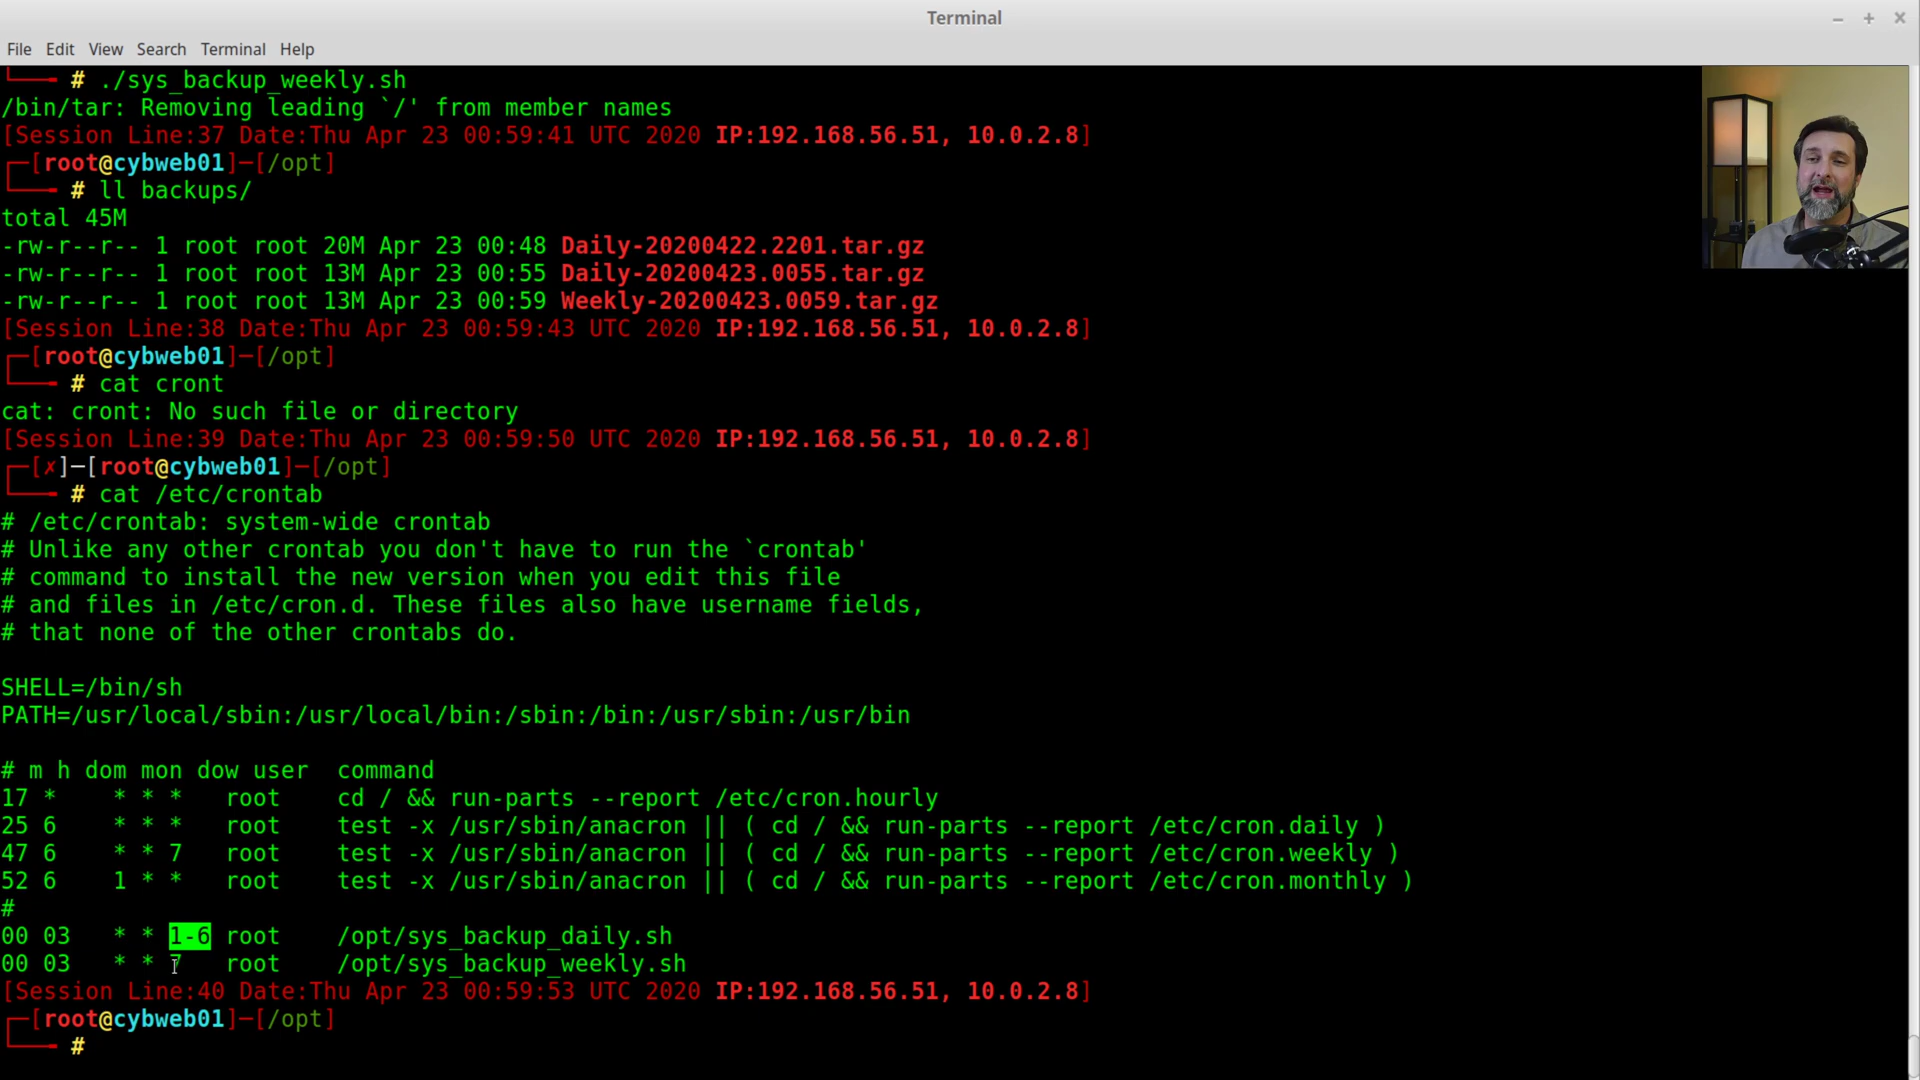 Terminal
File Edit View Search Terminal Help
# ./sys_backup_weekly.sh
/bin/tar: Removing leading `/' from member names
[Session Line:37 Date:Thu Apr 23 00:59:41 UTC 2020 IP:192.168.56.51, 10.0.2.8]
┌─[root@cybweb01]─[/opt]
└──╼ # ll backups/
total 45M
-rw-r--r-- 1 root root 20M Apr 23 00:48 Daily-20200422.2201.tar.gz
-rw-r--r-- 1 root root 13M Apr 23 00:55 Daily-20200423.0055.tar.gz
-rw-r--r-- 1 root root 13M Apr 23 00:59 Weekly-20200423.0059.tar.gz
[Session Line:38 Date:Thu Apr 23 00:59:43 UTC 2020 IP:192.168.56.51, 10.0.2.8]
┌─[root@cybweb01]─[/opt]
└──╼ # cat cront
cat: cront: No such file or directory
[Session Line:39 Date:Thu Apr 23 00:59:50 UTC 2020 IP:192.168.56.51, 10.0.2.8]
┌─[✗]─[root@cybweb01]─[/opt]
└──╼ # cat /etc/crontab
# /etc/crontab: system-wide crontab
# Unlike any other crontab you don't have to run the `crontab'
# command to install the new version when you edit this file
# and files in /etc/cron.d. These files also have username fields,
# that none of the other crontabs do.
SHELL=/bin/sh
PATH=/usr/local/sbin:/usr/local/bin:/sbin:/bin:/usr/sbin:/usr/bin
# m h dom mon dow user  command
17 *    * * *   root    cd / && run-parts --report /etc/cron.hourly
25 6    * * *   root    test -x /usr/sbin/anacron || ( cd / && run-parts --report /etc/cron.daily )
47 6    * * 7   root    test -x /usr/sbin/anacron || ( cd / && run-parts --report /etc/cron.weekly )
52 6    1 * *   root    test -x /usr/sbin/anacron || ( cd / && run-parts --report /etc/cron.monthly )
#
00 03   * * 1-6 root    /opt/sys_backup_daily.sh
00 03   * * 7   root    /opt/sys_backup_weekly.sh
[Session Line:40 Date:Thu Apr 23 00:59:53 UTC 2020 IP:192.168.56.51, 10.0.2.8]
┌─[root@cybweb01]─[/opt]
└──╼ #